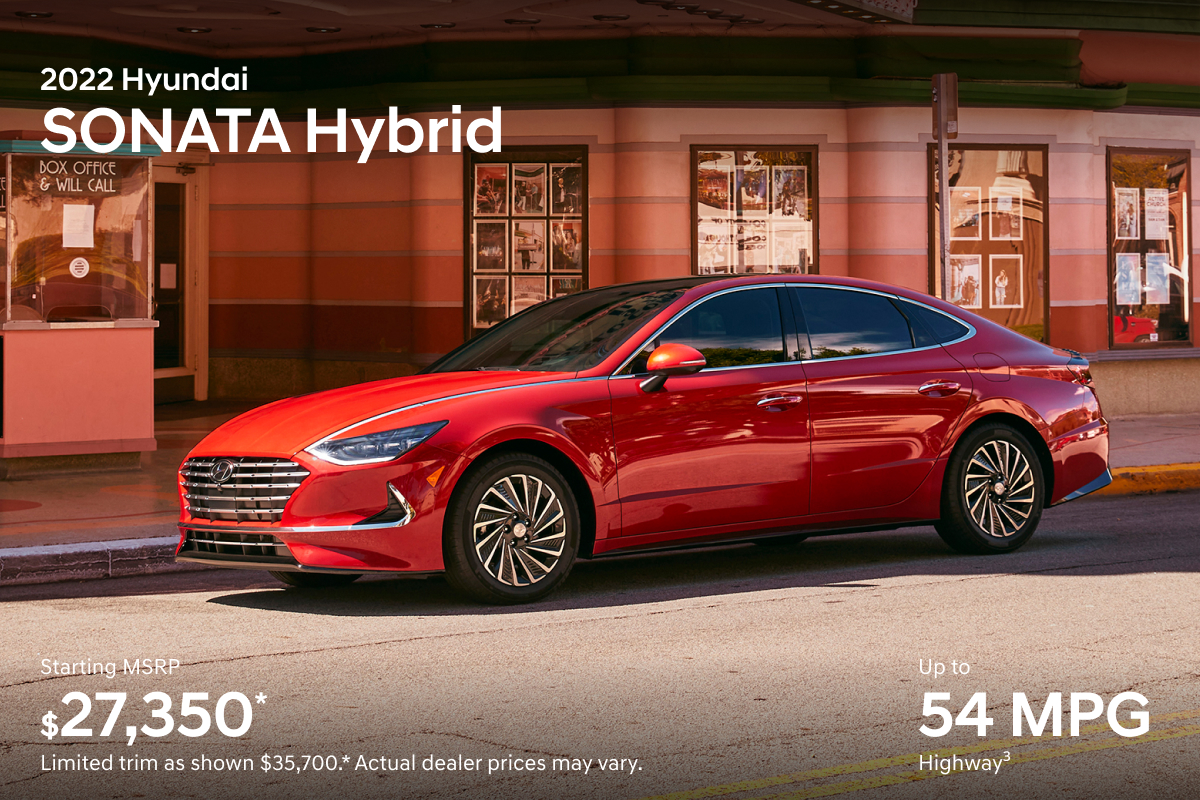 2022 Hyundai
SONATA Hybrid
BOX OFFICE
& WILL CALL
Starting MSRP
$27,350*
Limited trim as shown $35,700.* Actual dealer prices may vary.
Up to
54 MPG
Highway³